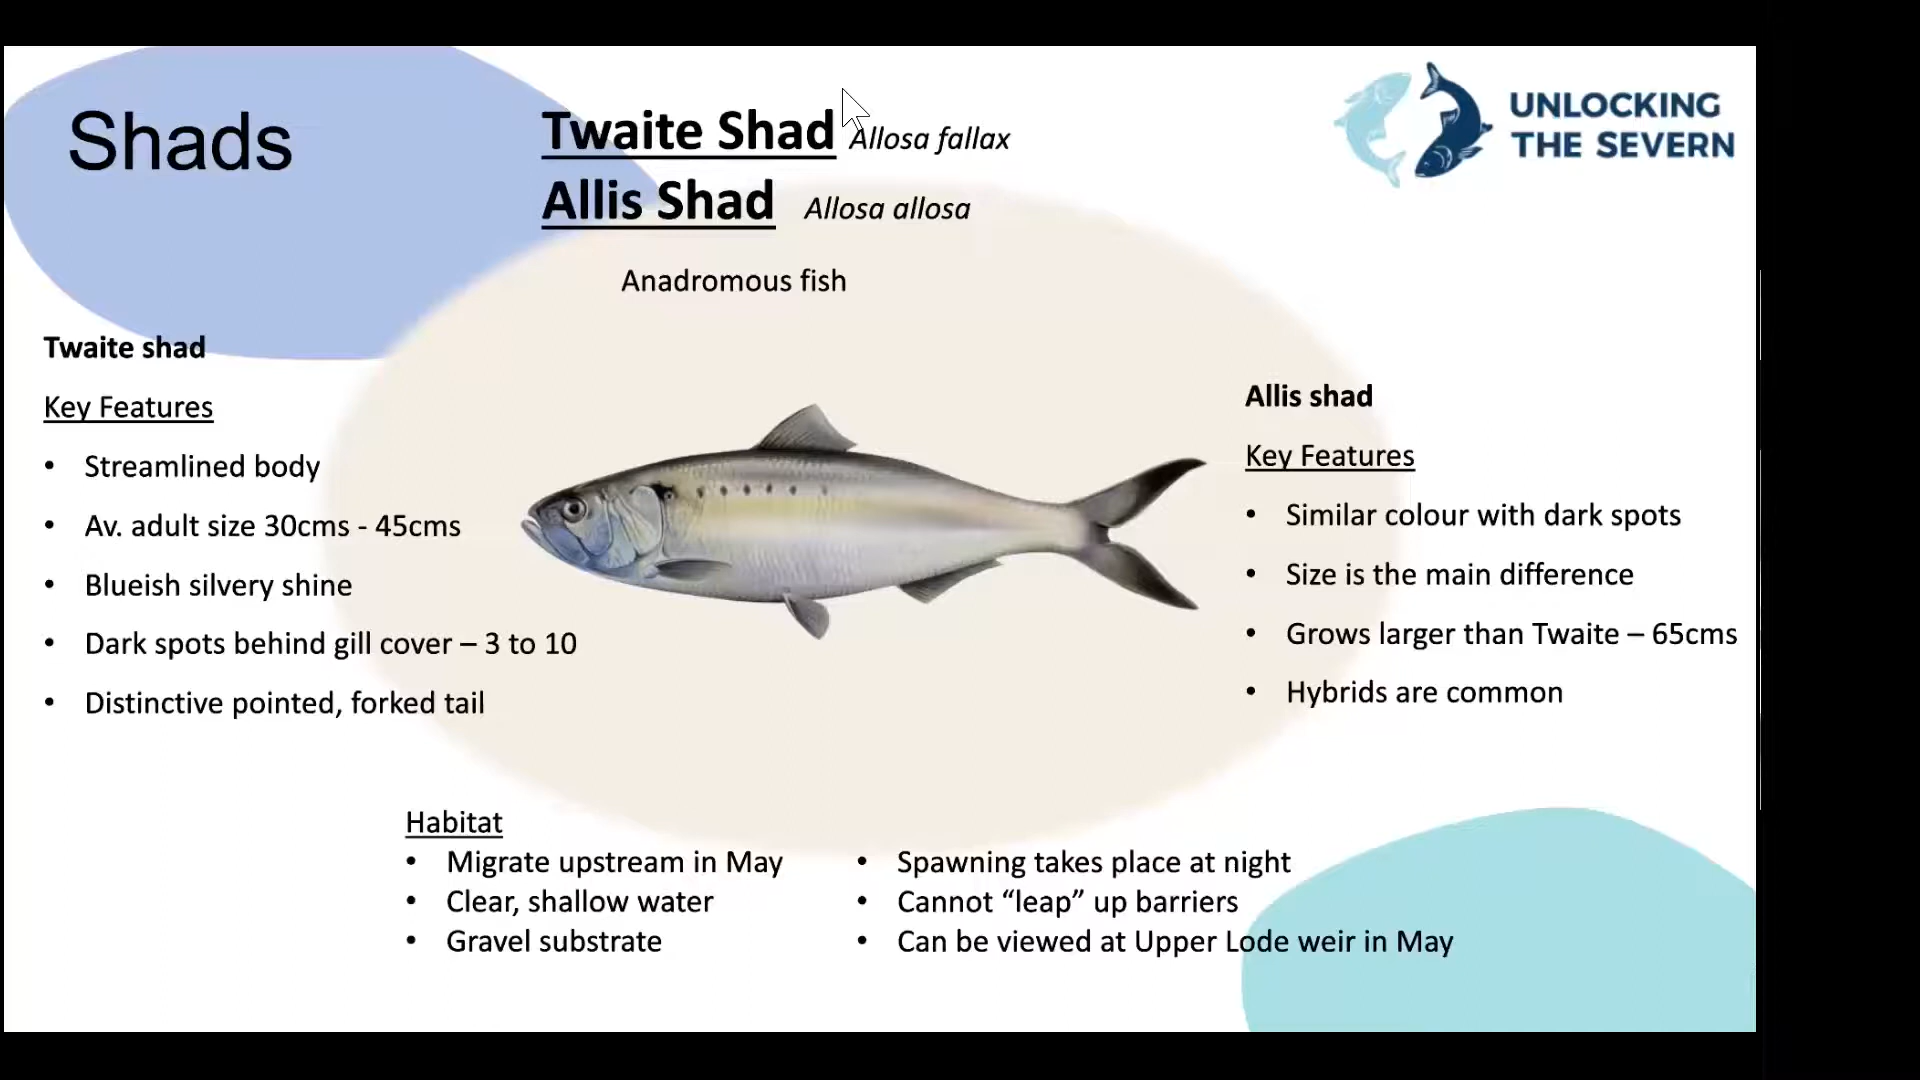 Shads
Twaite Shad Allosa fallax
Allis Shad Allosa allosa
Anadromous fish
UNLOCKING
THE SEVERN
Twaite shad
Key Features
• Streamlined body
• Av. adult size 30cms - 45cms
• Blueish silvery shine
• Dark spots behind gill cover – 3 to 10
• Distinctive pointed, forked tail
Allis shad
Key Features
• Similar colour with dark spots
• Size is the main difference
• Grows larger than Twaite – 65cms
• Hybrids are common
Habitat
• Migrate upstream in May
• Clear, shallow water
• Gravel substrate
• Spawning takes place at night
• Cannot “leap” up barriers
• Can be viewed at Upper Lode weir in May